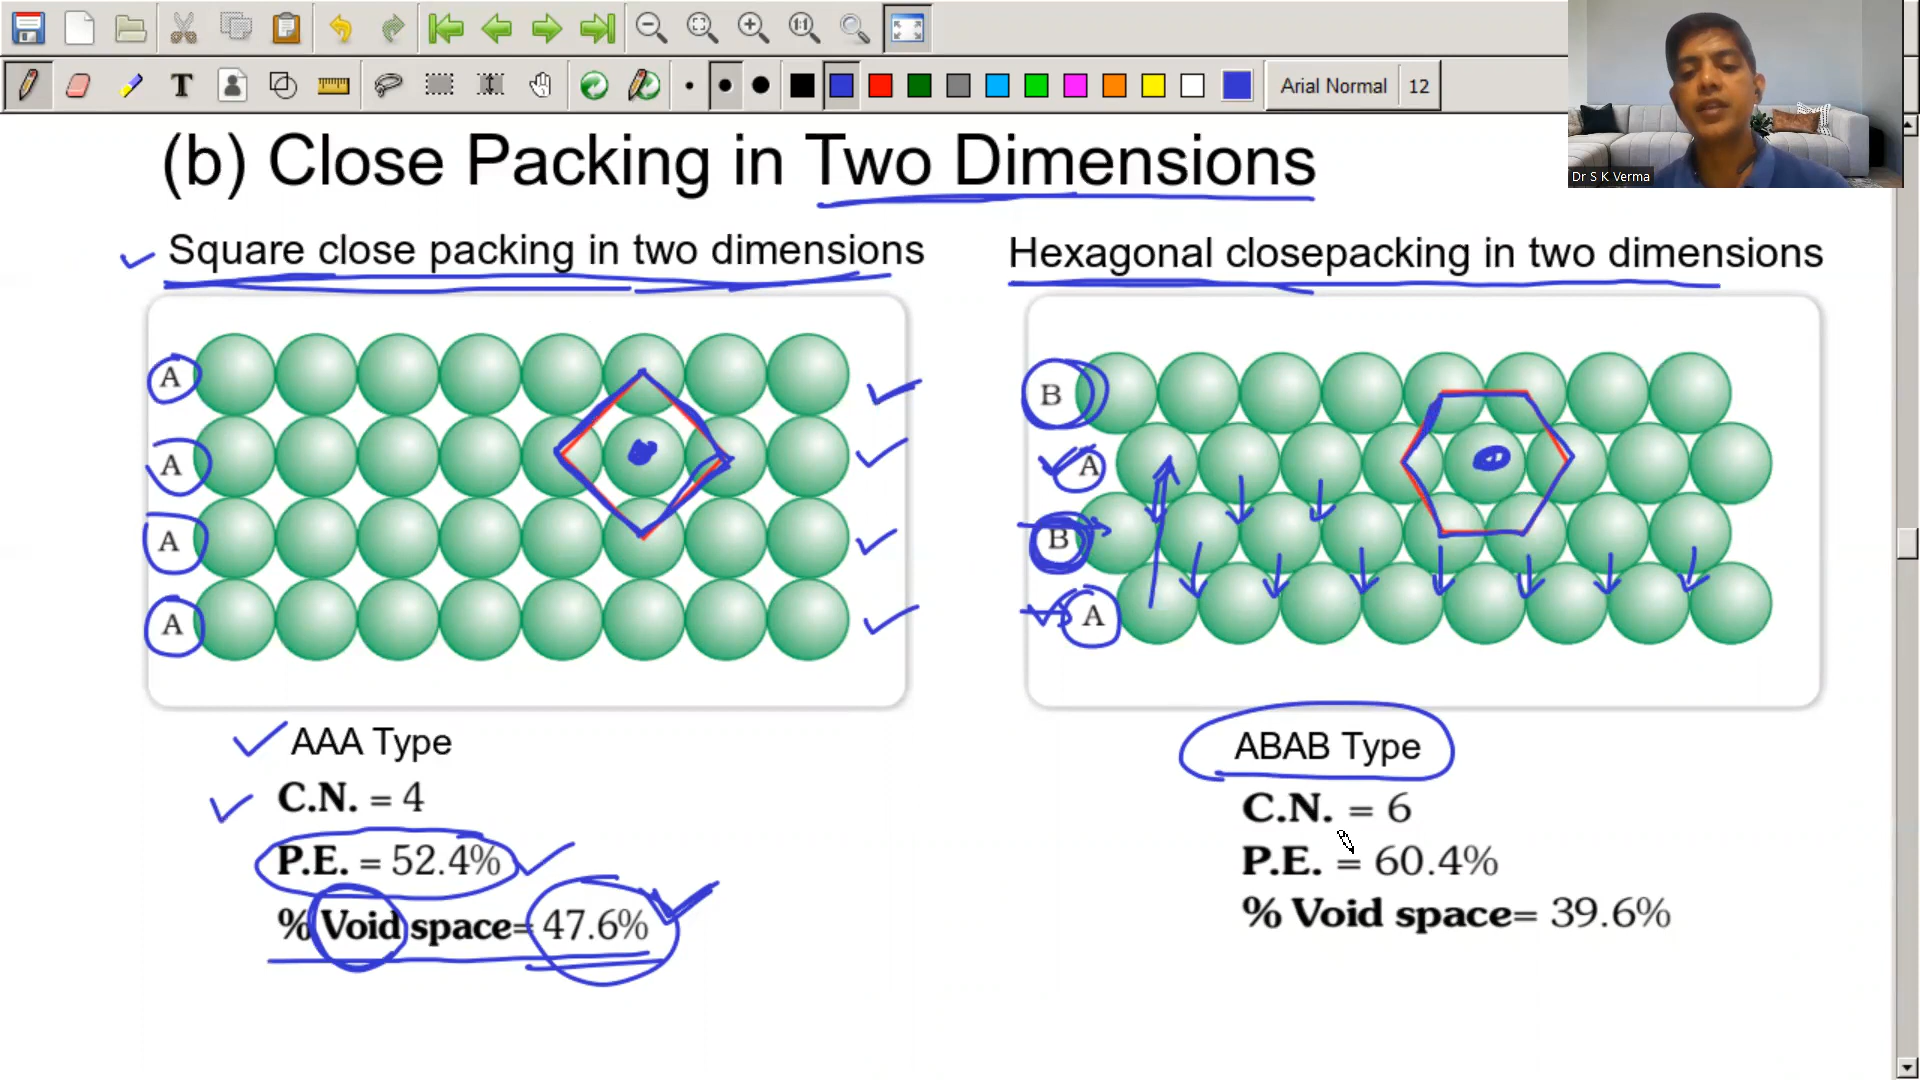 1:1
T
Arial Normal 12
Dr S K Verma
(b) Close Packing in Two Dimensions
Square close packing in two dimensions
A
A
A
A
AAA Type
C.N. = 4
P.E. = 52.4%
% Void space= 47.6%
Hexagonal closepacking in two dimensions
B
A
B
A
ABAB Type
C.N. = 6
P.E. = 60.4%
% Void space= 39.6%